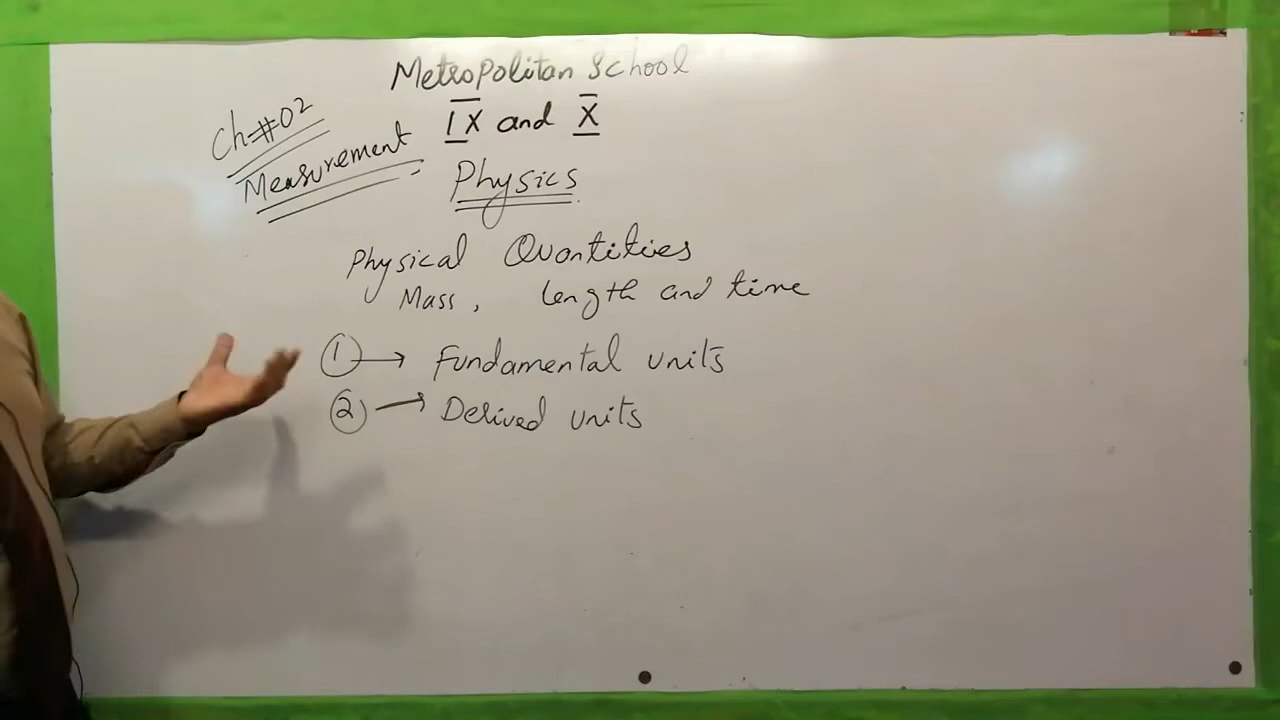 Metropolitan School
Ch#02
IX and X
Measurement
Physics
Physical Quantities
Mass, length and time
① → Fundamental units
② → Derived units